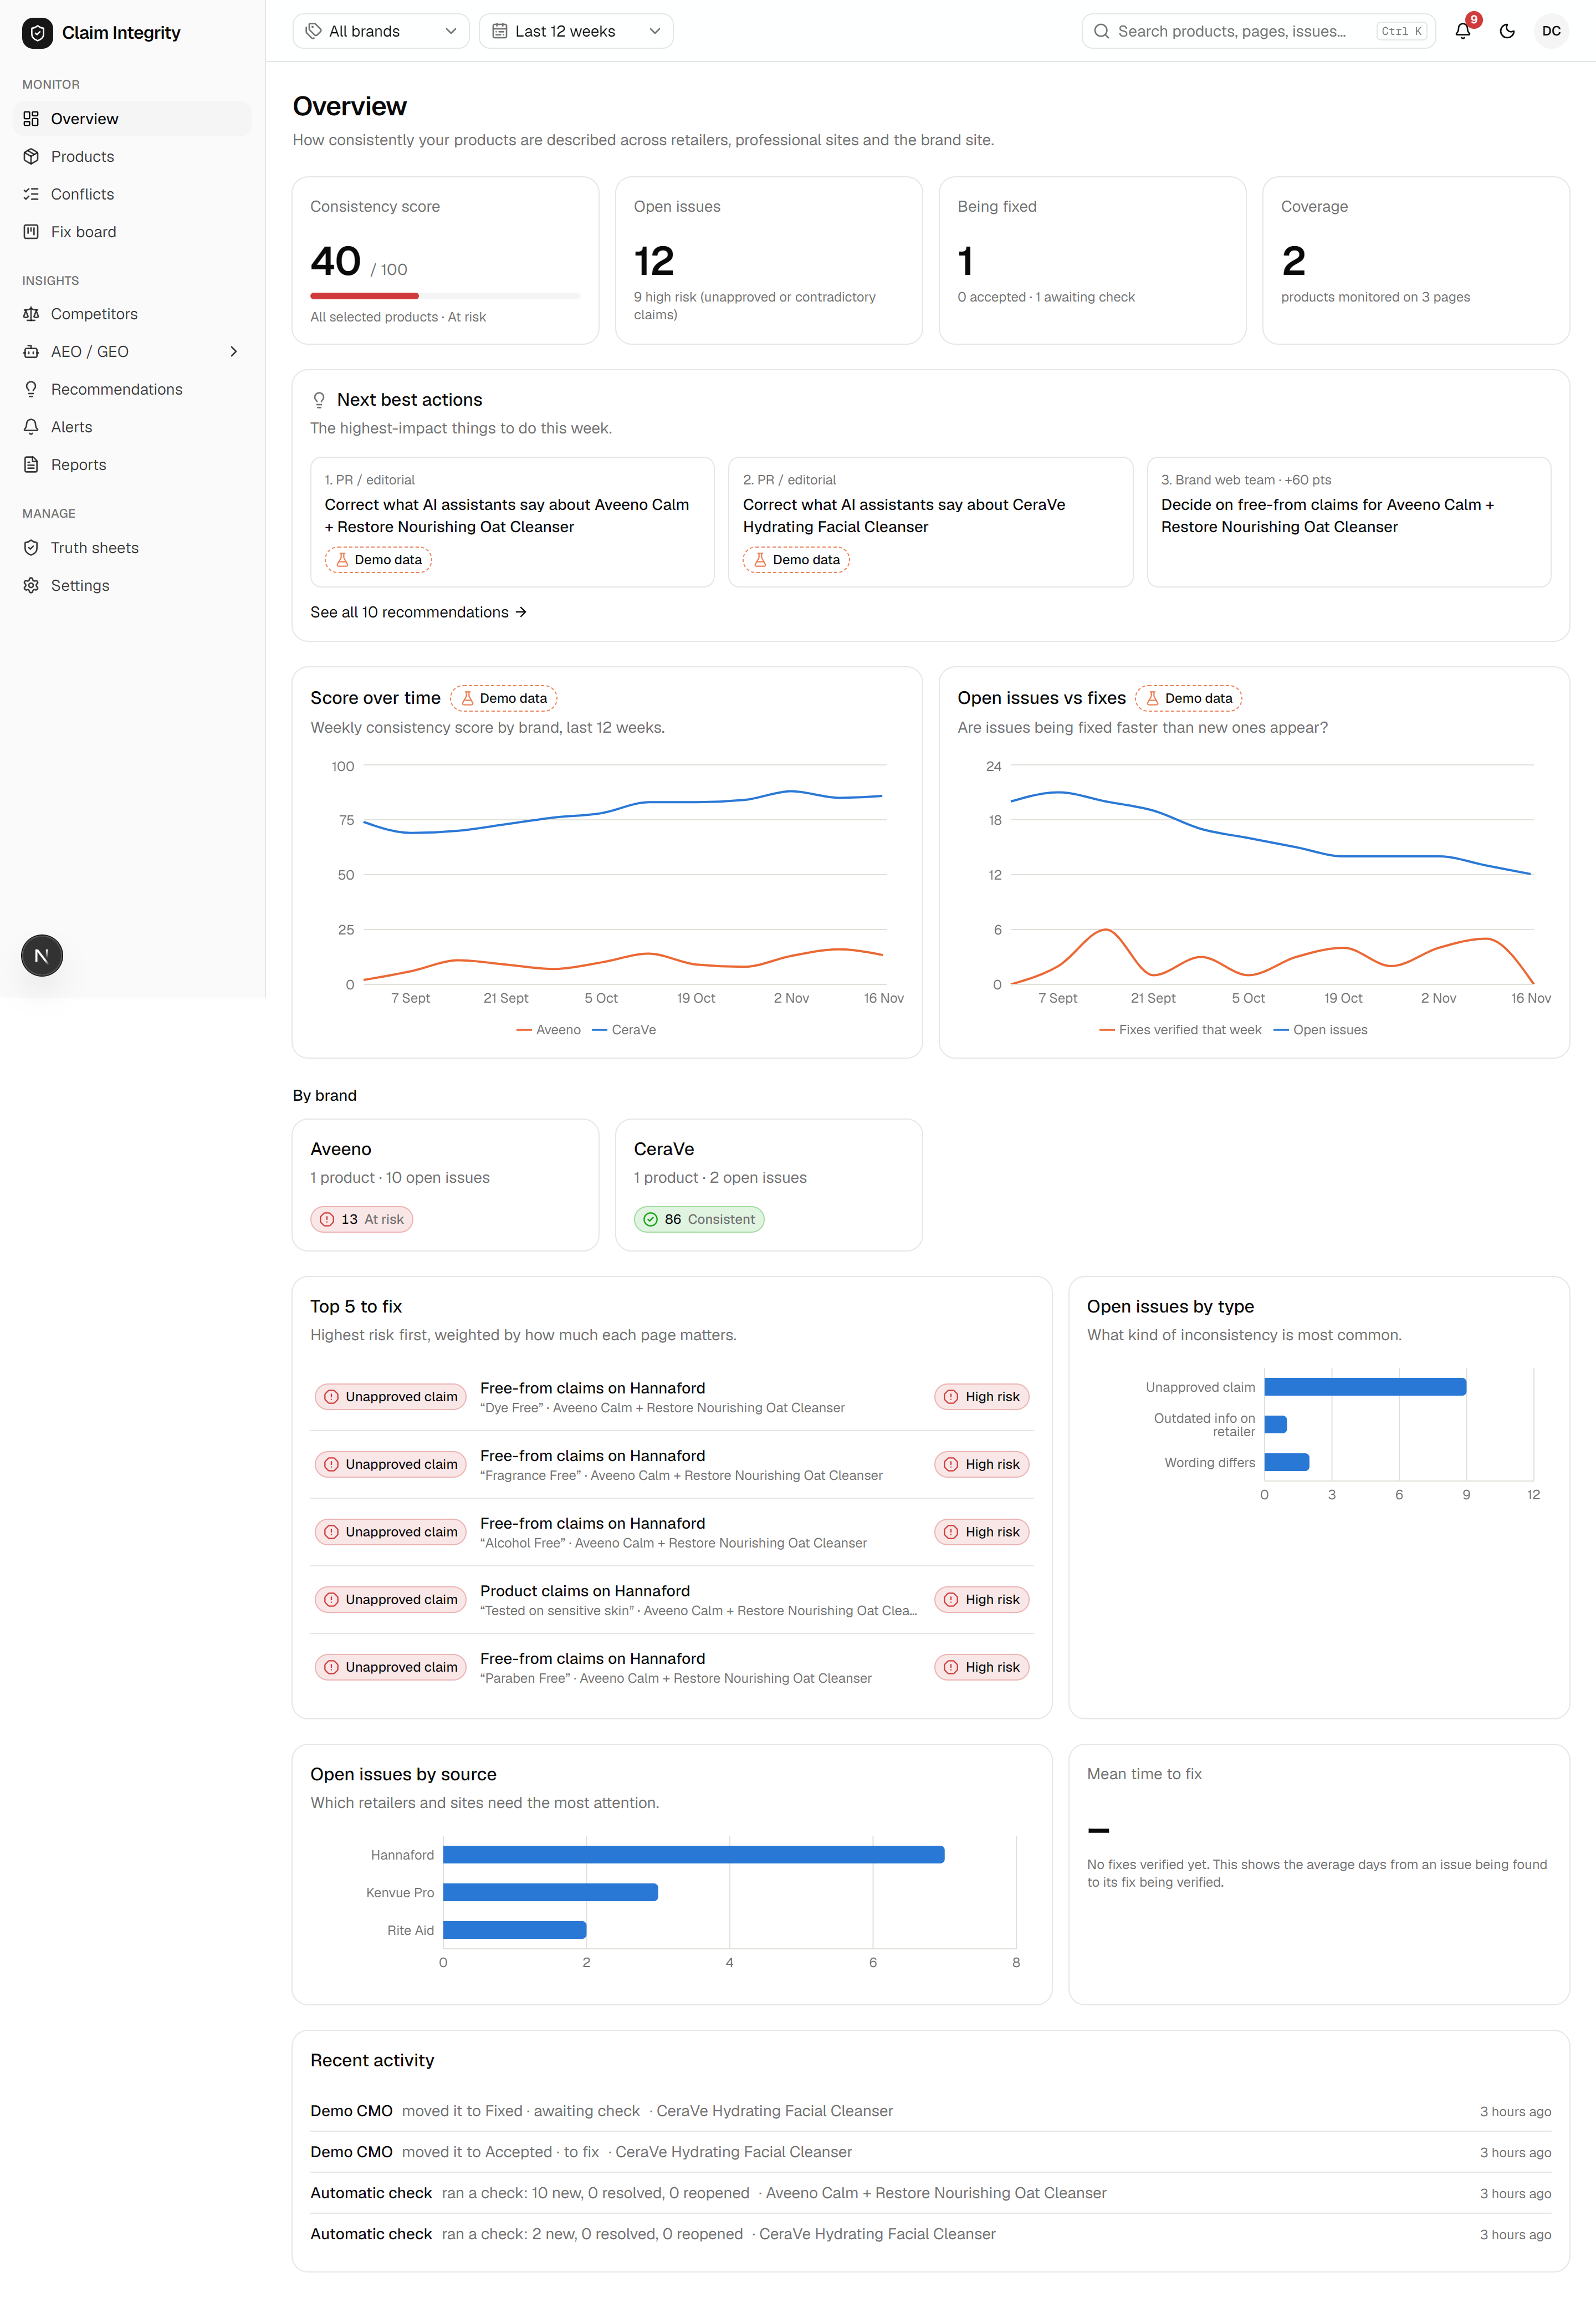 Claim Integrity
All brands
Last 12 weeks
Search products, pages, issues...
Ctrl K
9
DC
MONITOR
Overview
Products
Conflicts
Fix board
INSIGHTS
Competitors
AEO / GEO
Recommendations
Alerts
Reports
MANAGE
Truth sheets
Settings
N
Overview
How consistently your products are described across retailers, professional sites and the brand site.
Consistency score
40 / 100
All selected products · At risk
Open issues
12
9 high risk (unapproved or contradictory
claims)
Being fixed
1
0 accepted · 1 awaiting check
Coverage
2
products monitored on 3 pages
Next best actions
The highest-impact things to do this week.
1. PR / editorial
Correct what AI assistants say about Aveeno Calm
+ Restore Nourishing Oat Cleanser
Demo data
2. PR / editorial
Correct what AI assistants say about CeraVe
Hydrating Facial Cleanser
Demo data
3. Brand web team · +60 pts
Decide on free-from claims for Aveeno Calm +
Restore Nourishing Oat Cleanser
See all 10 recommendations →
Score over time
Demo data
Weekly consistency score by brand, last 12 weeks.
100
75
50
25
0
7 Sept 21 Sept 5 Oct 19 Oct 2 Nov 16 Nov
Aveeno CeraVe
Open issues vs fixes
Demo data
Are issues being fixed faster than new ones appear?
24
18
12
6
0
7 Sept 21 Sept 5 Oct 19 Oct 2 Nov 16 Nov
Fixes verified that week Open issues
By brand
Aveeno
1 product · 10 open issues
13 At risk
CeraVe
1 product · 2 open issues
86 Consistent
Top 5 to fix
Highest risk first, weighted by how much each page matters.
Unapproved claim
Free-from claims on Hannaford
“Dye Free” · Aveeno Calm + Restore Nourishing Oat Cleanser
High risk
Unapproved claim
Free-from claims on Hannaford
“Fragrance Free” · Aveeno Calm + Restore Nourishing Oat Cleanser
High risk
Unapproved claim
Free-from claims on Hannaford
“Alcohol Free” · Aveeno Calm + Restore Nourishing Oat Cleanser
High risk
Unapproved claim
Product claims on Hannaford
“Tested on sensitive skin” · Aveeno Calm + Restore Nourishing Oat Clea...
High risk
Unapproved claim
Free-from claims on Hannaford
“Paraben Free” · Aveeno Calm + Restore Nourishing Oat Cleanser
High risk
Open issues by type
What kind of inconsistency is most common.
Unapproved claim
Outdated info on
retailer
Wording differs
0 3 6 9 12
Open issues by source
Which retailers and sites need the most attention.
Hannaford
Kenvue Pro
Rite Aid
0 2 4 6 8
Mean time to fix
–
No fixes verified yet. This shows the average days from an issue being found
to its fix being verified.
Recent activity
Demo CMO moved it to Fixed · awaiting check · CeraVe Hydrating Facial Cleanser 3 hours ago
Demo CMO moved it to Accepted · to fix · CeraVe Hydrating Facial Cleanser 3 hours ago
Automatic check ran a check: 10 new, 0 resolved, 0 reopened · Aveeno Calm + Restore Nourishing Oat Cleanser 3 hours ago
Automatic check ran a check: 2 new, 0 resolved, 0 reopened · CeraVe Hydrating Facial Cleanser 3 hours ago